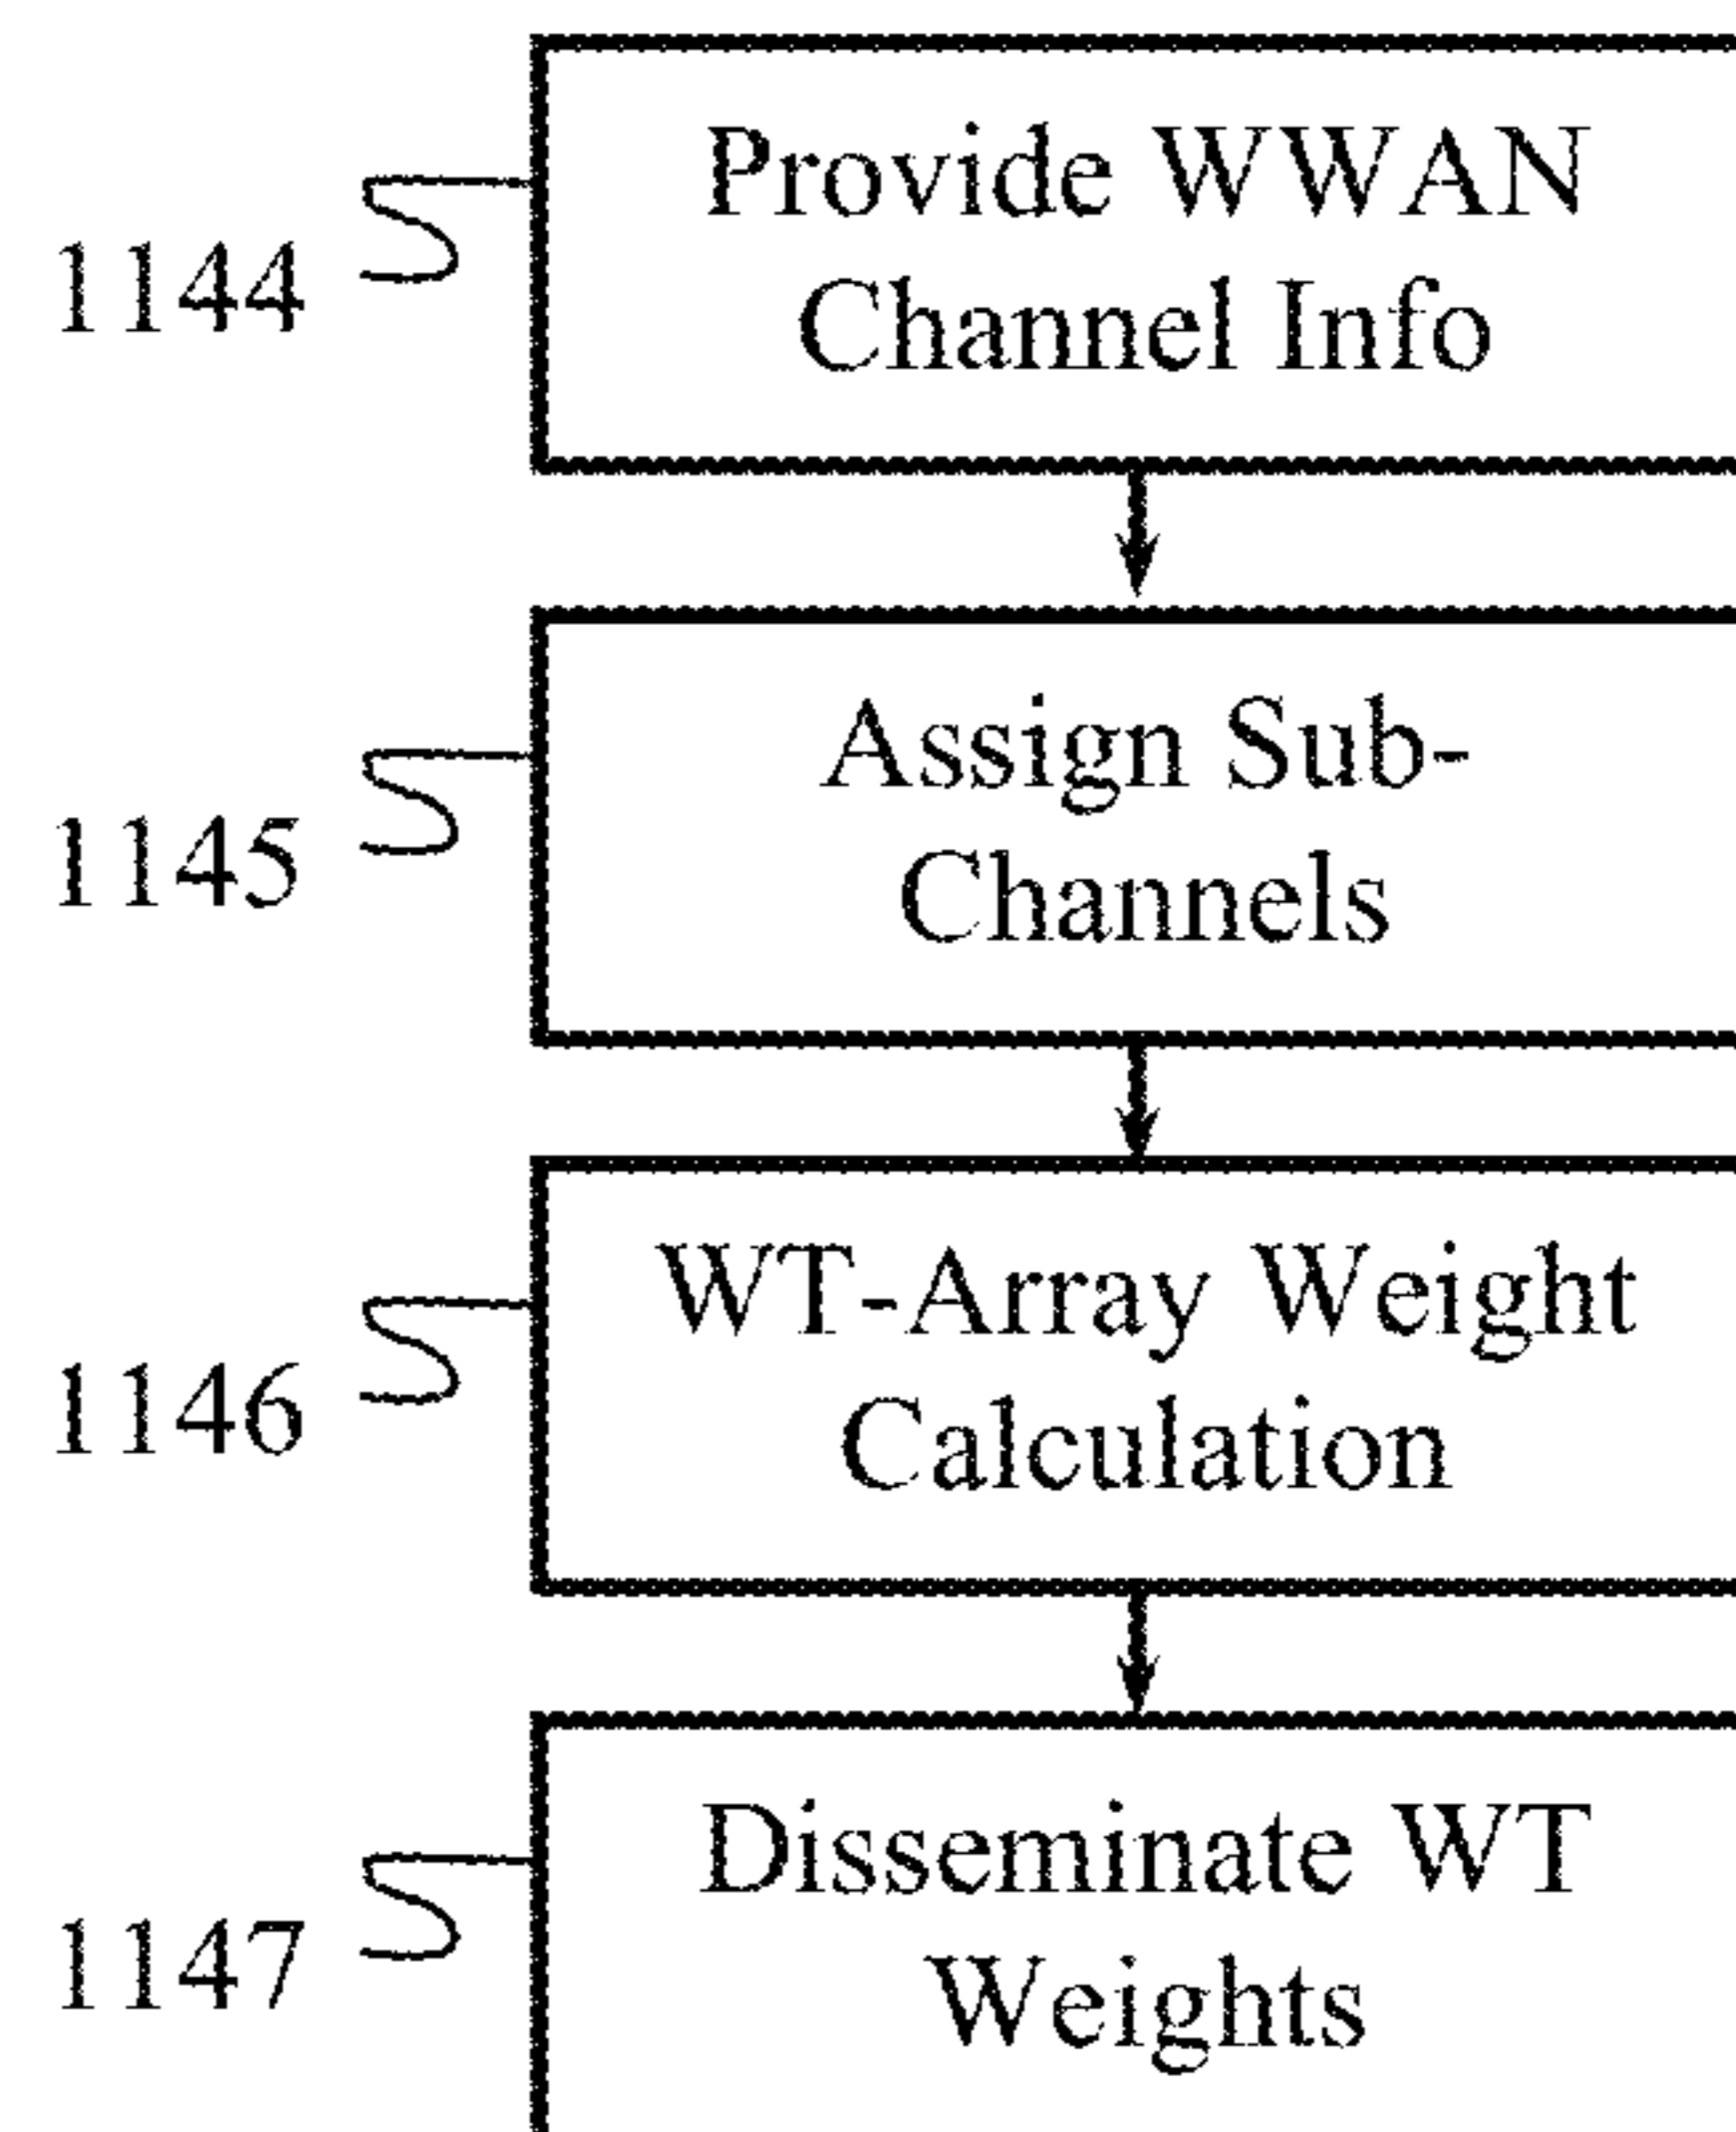 1144
Provide WWAN
Channel Info
1145
Assign Sub-
Channels
1146
WT-Array Weight
Calculation
1147
Disseminate WT
Weights